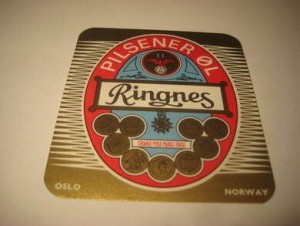 PILSENER ØL
Ringnes
GRAND PRIX PARIS 1900
OSLO
NORWAY